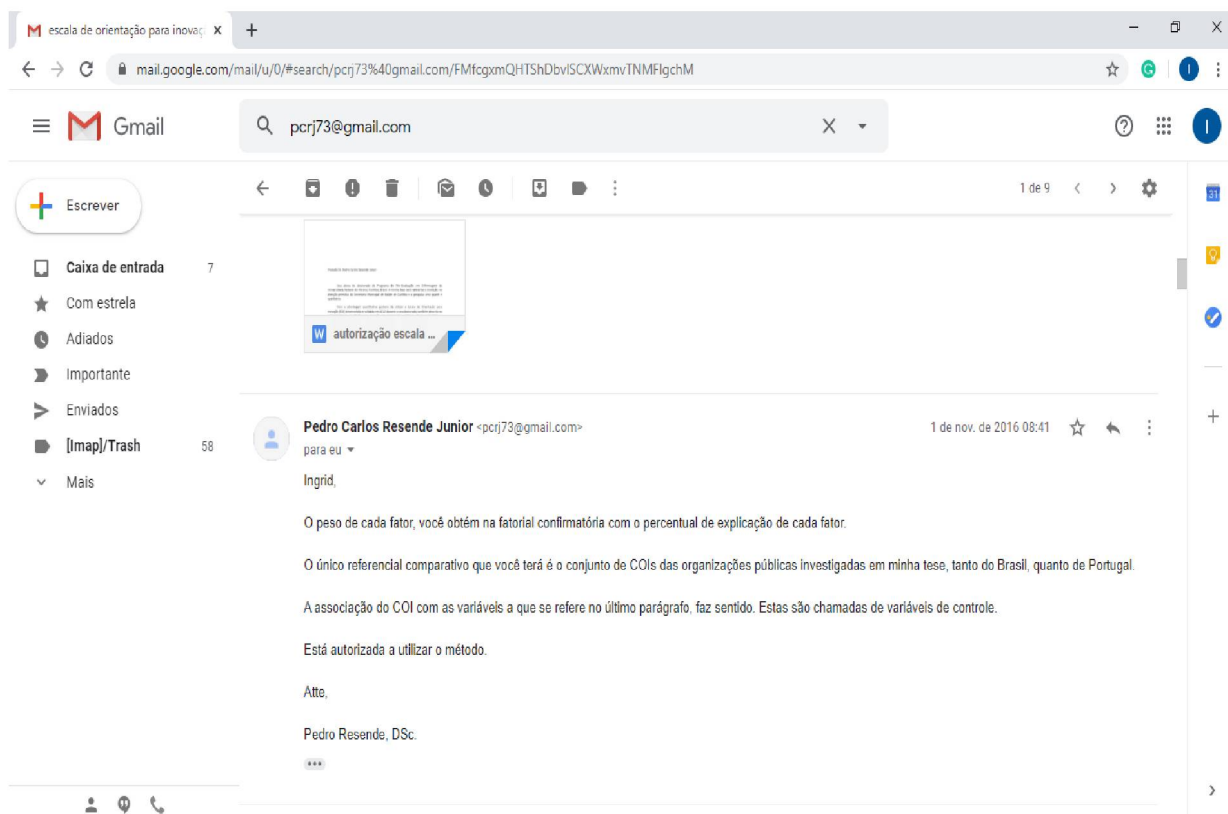 escala de orientação para inovaç
mail.google.com/mail/u/0/#search/pcrj73%40gmail.com/FMfcgxmQHTShDbvlSCXWxmvTNMFlgchM
Gmail
pcrj73@gmail.com
I
I
Escrever
1 de 9
31
Caixa de entrada 7
Com estrela
Adiados
Importante
Enviados
[Imap]/Trash 58
Mais
W autorização escala ...
Pedro Carlos Resende Junior <pcrj73@gmail.com>
1 de nov. de 2016 08:41
para eu
Ingrid,
O peso de cada fator, você obtém na fatorial confirmatória com o percentual de explicação de cada fator.
O único referencial comparativo que você terá é o conjunto de COIs das organizações públicas investigadas em minha tese, tanto do Brasil, quanto de Portugal.
A associação do COI com as variáveis a que se refere no último parágrafo, faz sentido. Estas são chamadas de variáveis de controle.
Está autorizada a utilizar o método.
Atte,
Pedro Resende, DSc.